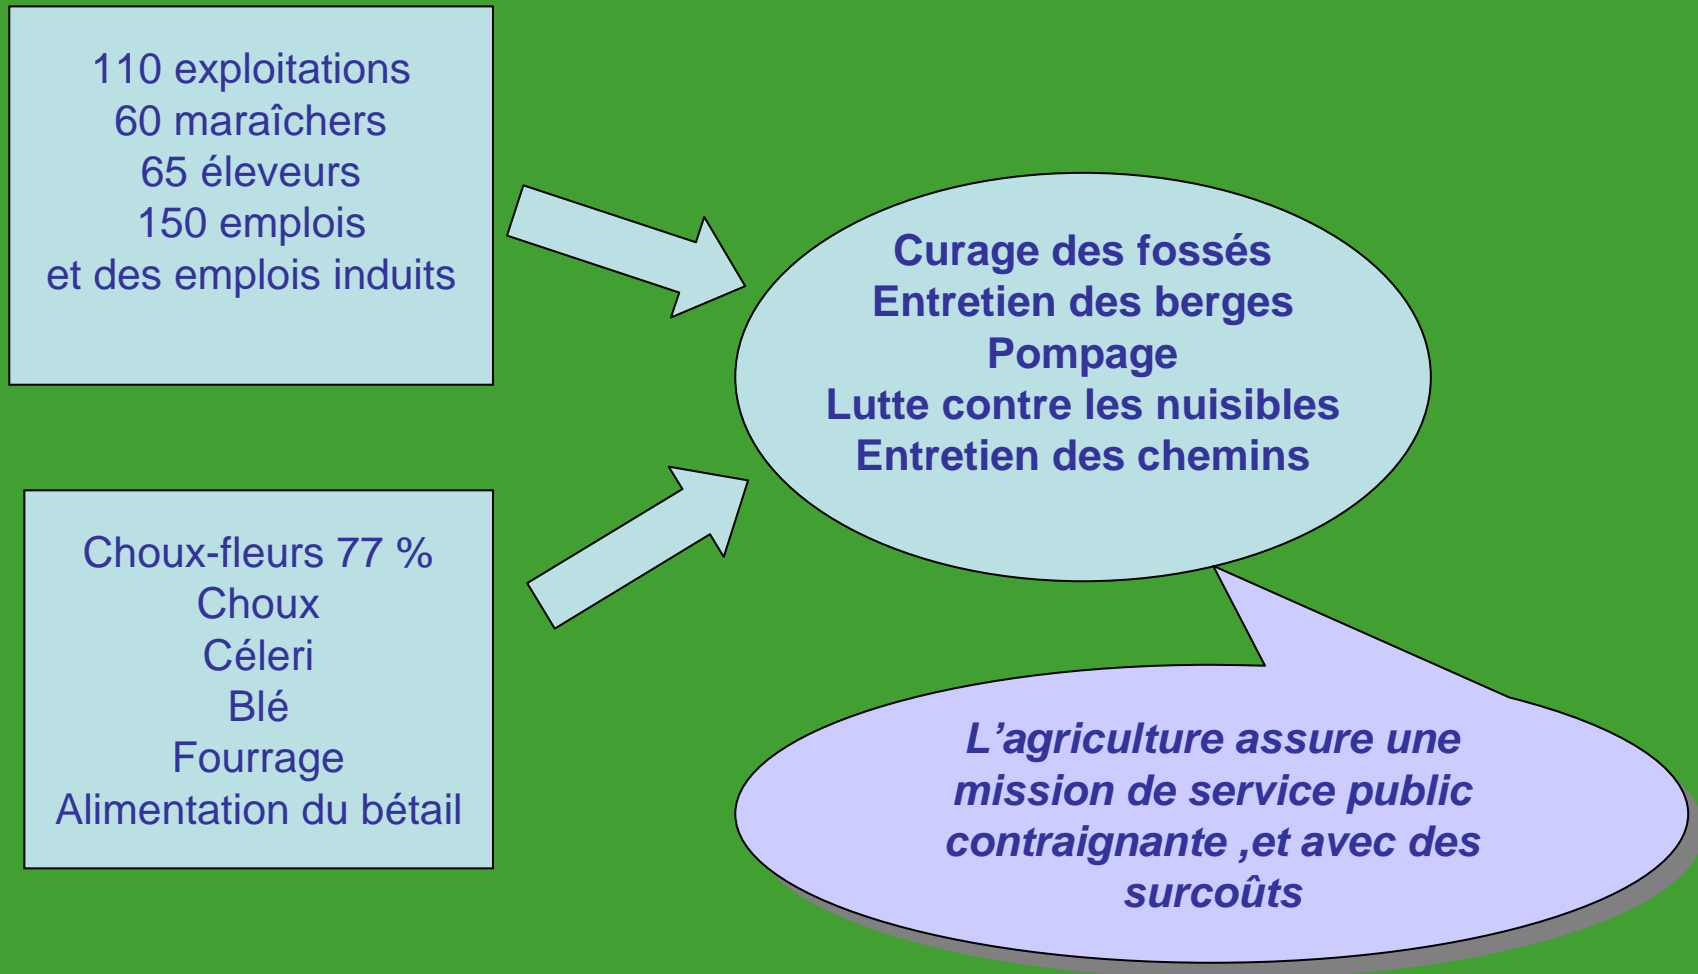 110 exploitations
60 maraîchers
65 éleveurs
150 emplois
et des emplois induits
Choux-fleurs 77 %
Choux
Céleri
Blé
Fourrage
Alimentation du bétail
Curage des fossés
Entretien des berges
Pompage
Lutte contre les nuisibles
Entretien des chemins
L’agriculture assure une
mission de service public
contraignante ,et avec des
surcoûts